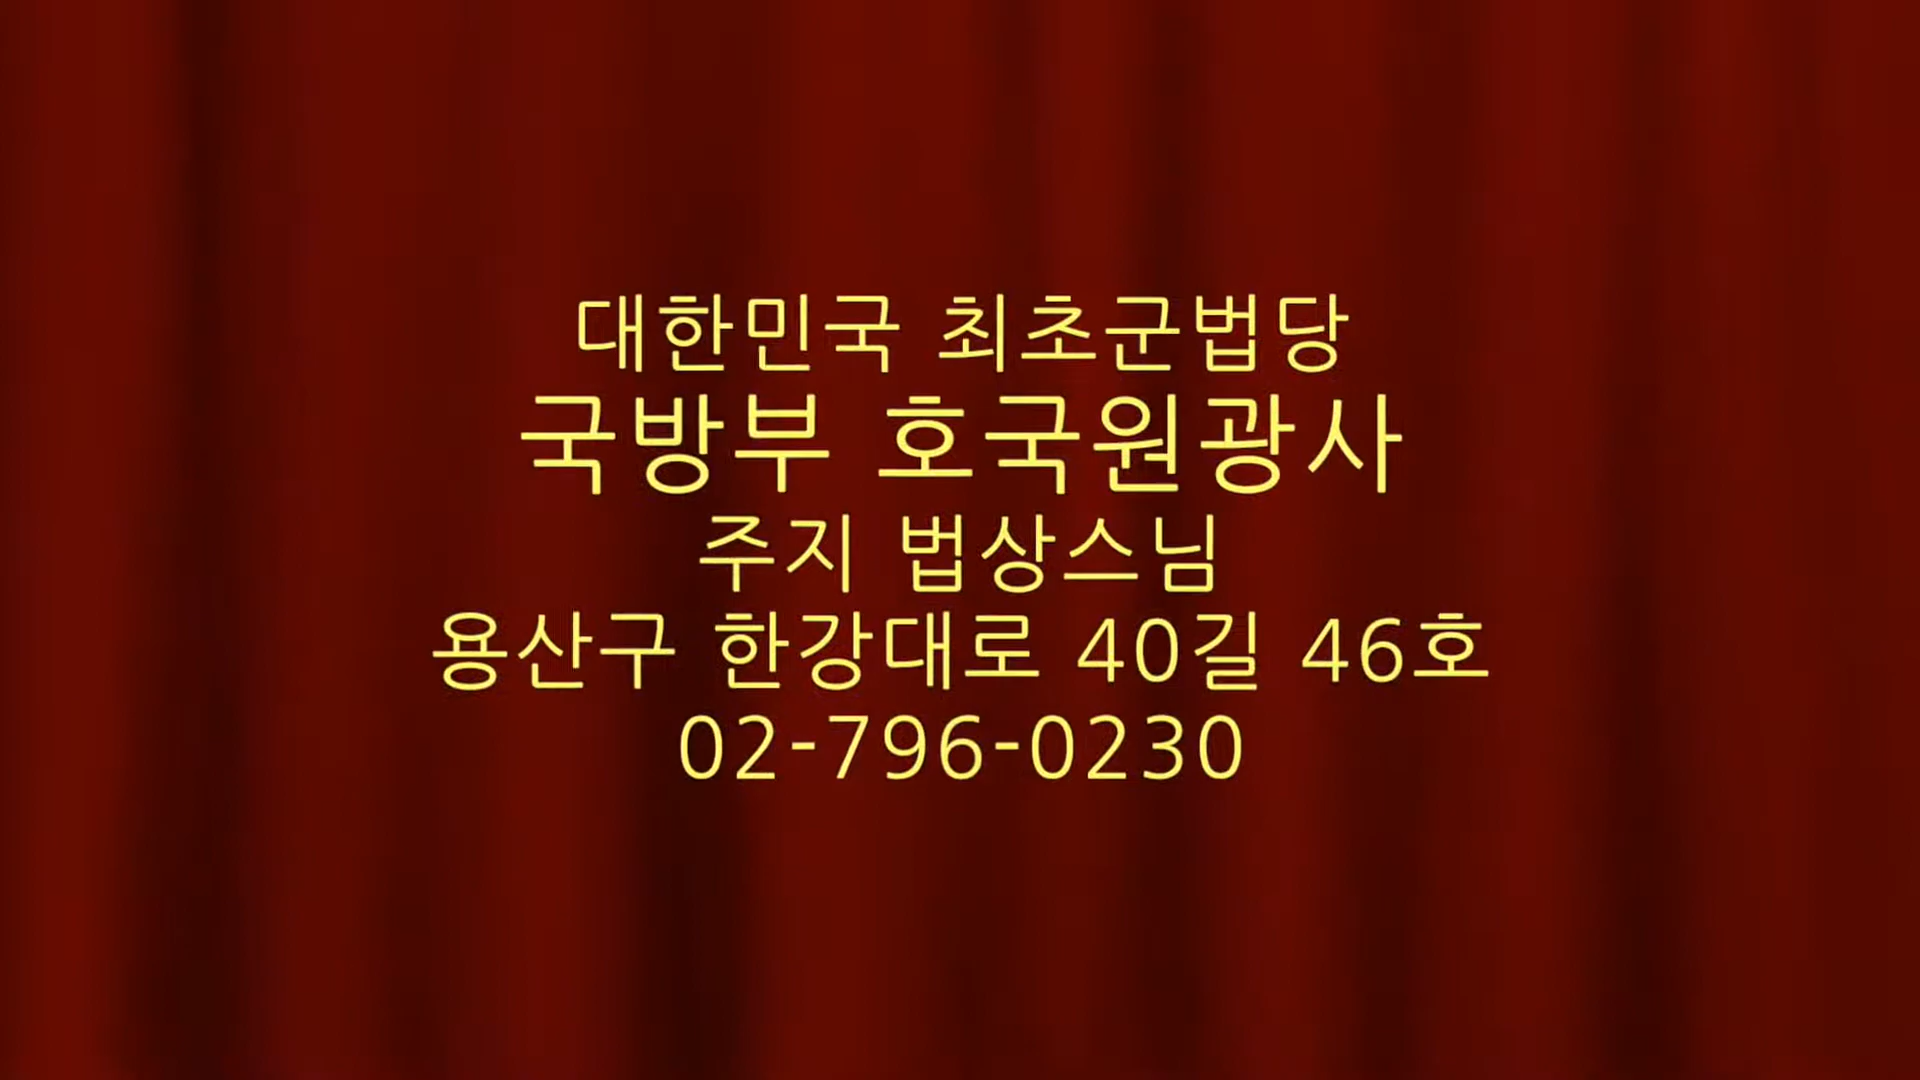 대한민국 최초군법당
국방부 호국원광사
주지 법상스님
용산구 한강대로 40길 46호
02-796-0230